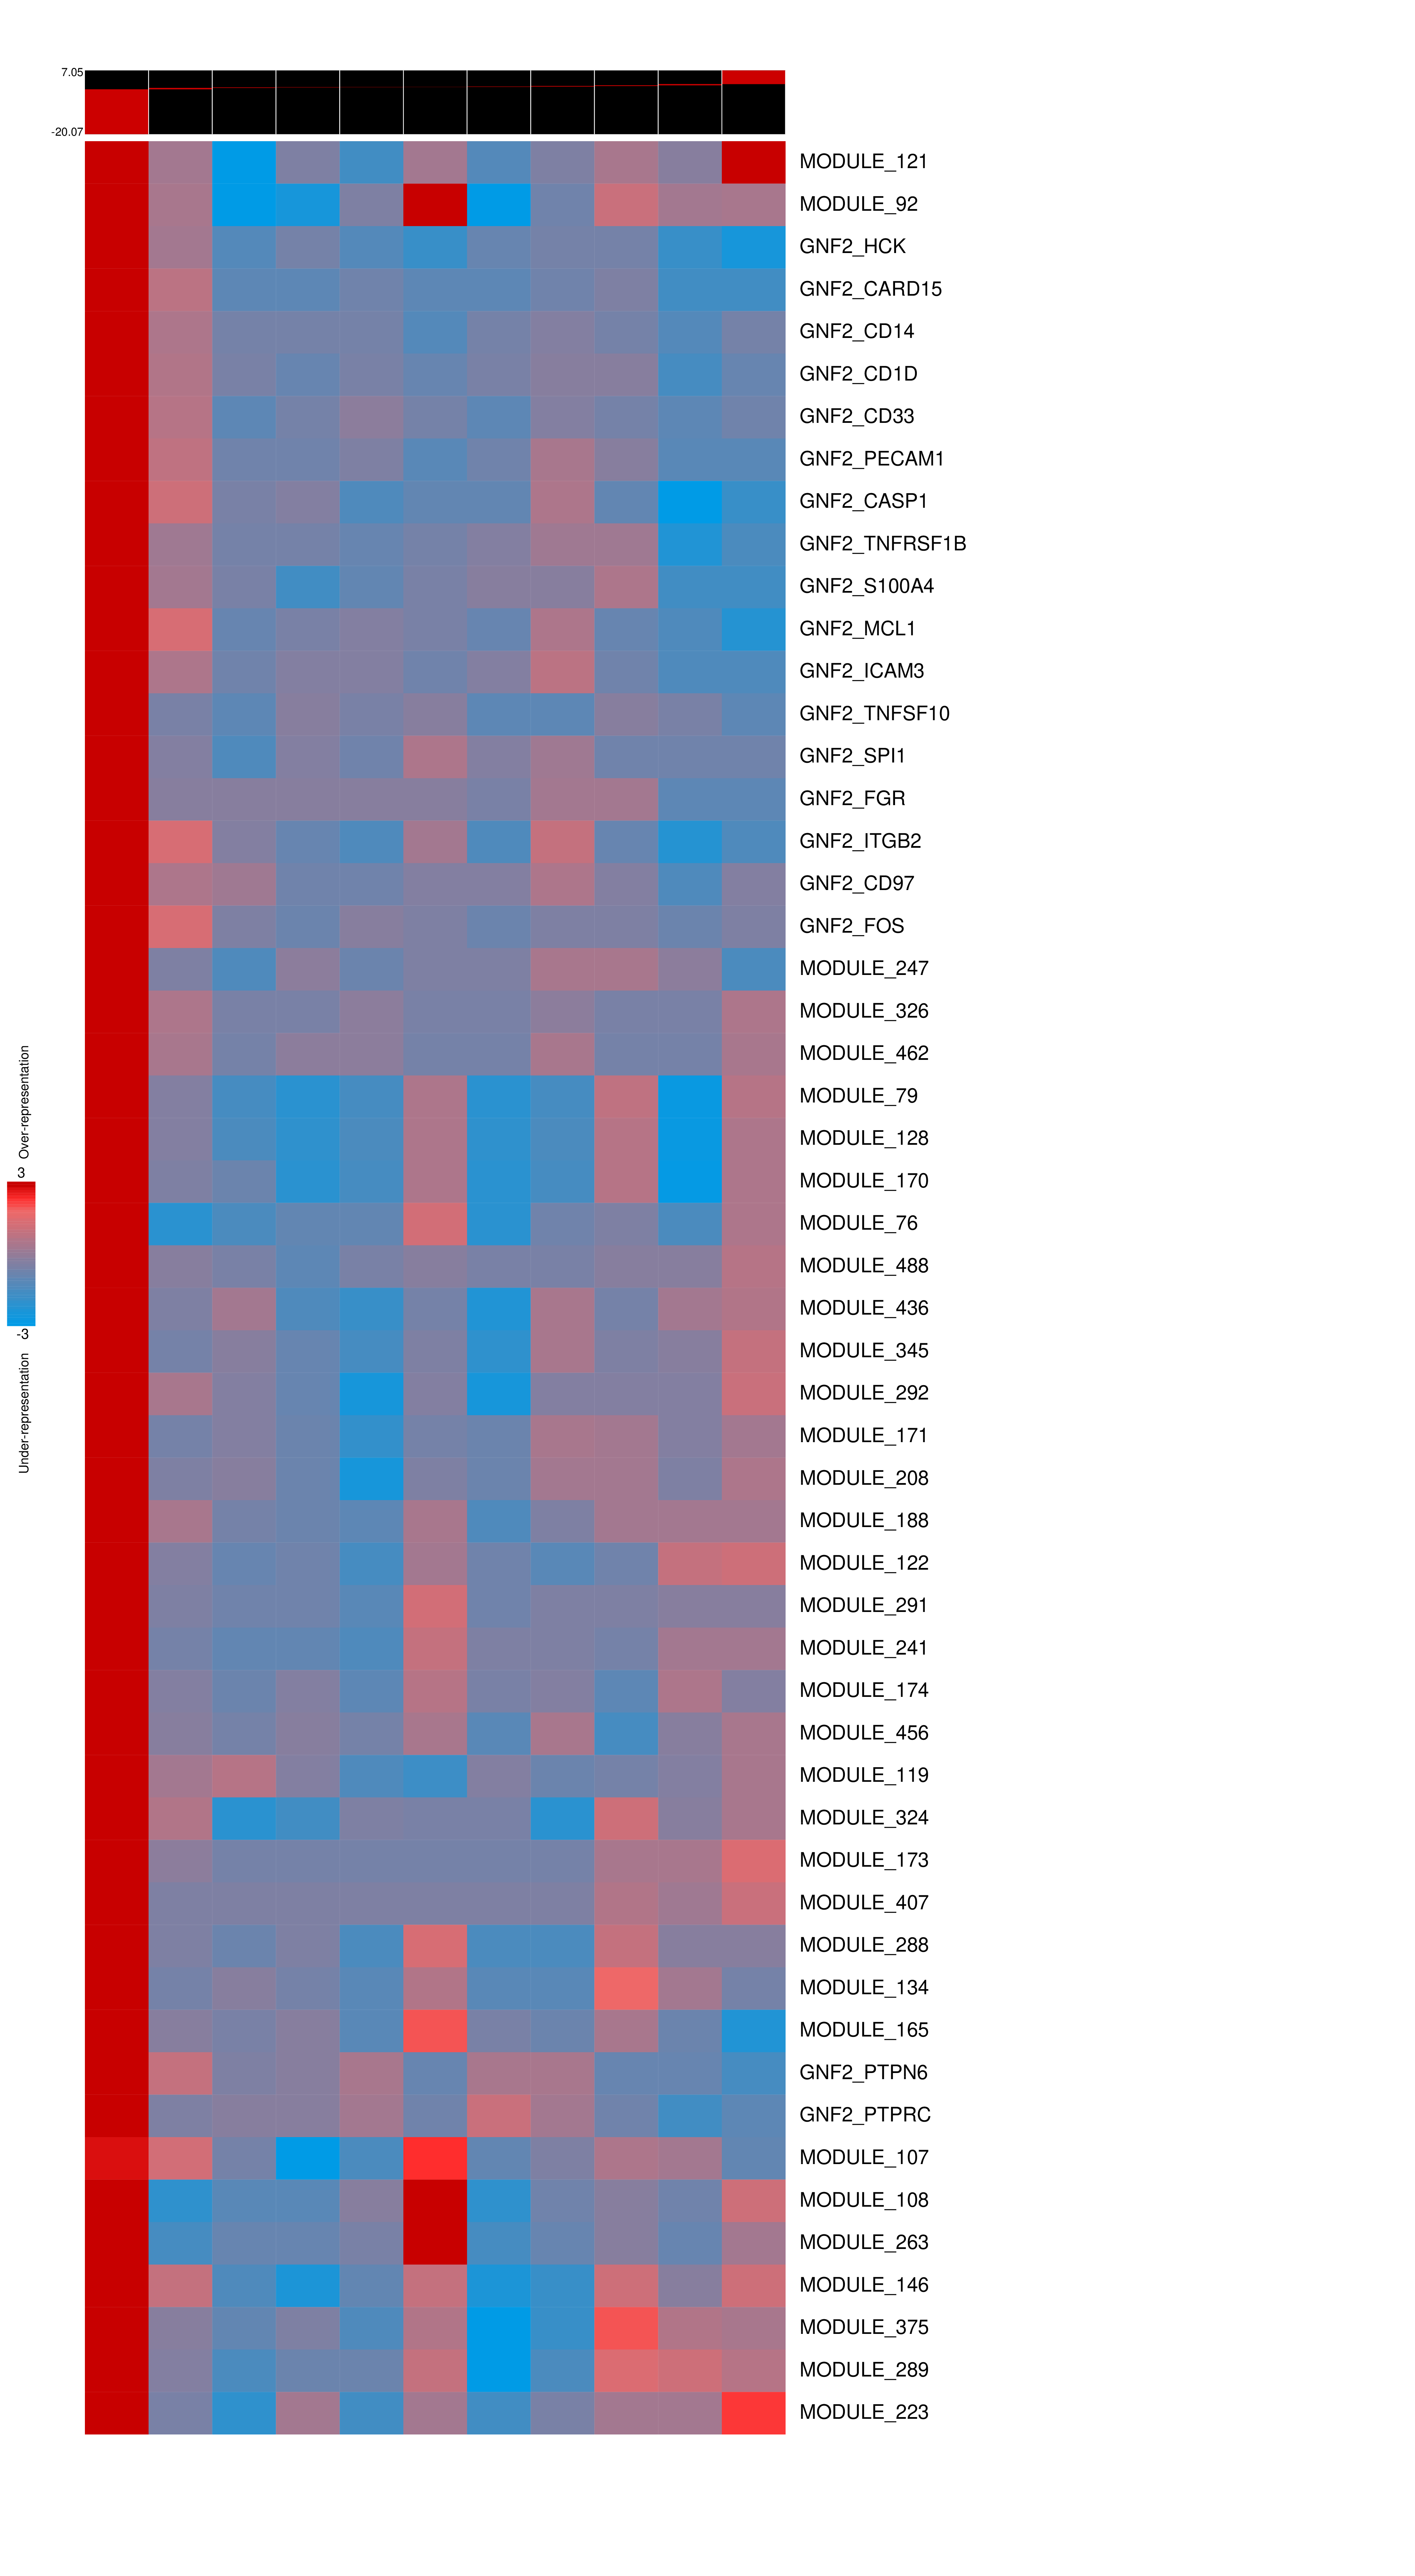 7.05
-20.07
MODULE_121
MODULE_92
GNF2_HCK
GNF2_CARD15
GNF2_CD14
GNF2_CD1D
GNF2_CD33
GNF2_PECAM1
GNF2_CASP1
GNF2_TNFRSF1B
GNF2_S100A4
GNF2_MCL1
GNF2_ICAM3
GNF2_TNFSF10
GNF2_SPI1
GNF2_FGR
GNF2_ITGB2
GNF2_CD97
GNF2_FOS
MODULE_247
MODULE_326
MODULE_462
MODULE_79
MODULE_128
MODULE_170
MODULE_76
MODULE_488
MODULE_436
MODULE_345
MODULE_292
MODULE_171
MODULE_208
MODULE_188
MODULE_122
MODULE_291
MODULE_241
MODULE_174
MODULE_456
MODULE_119
MODULE_324
MODULE_173
MODULE_407
MODULE_288
MODULE_134
MODULE_165
GNF2_PTPN6
GNF2_PTPRC
MODULE_107
MODULE_108
MODULE_263
MODULE_146
MODULE_375
MODULE_289
MODULE_223
Over-representation
3
-3
Under-representation